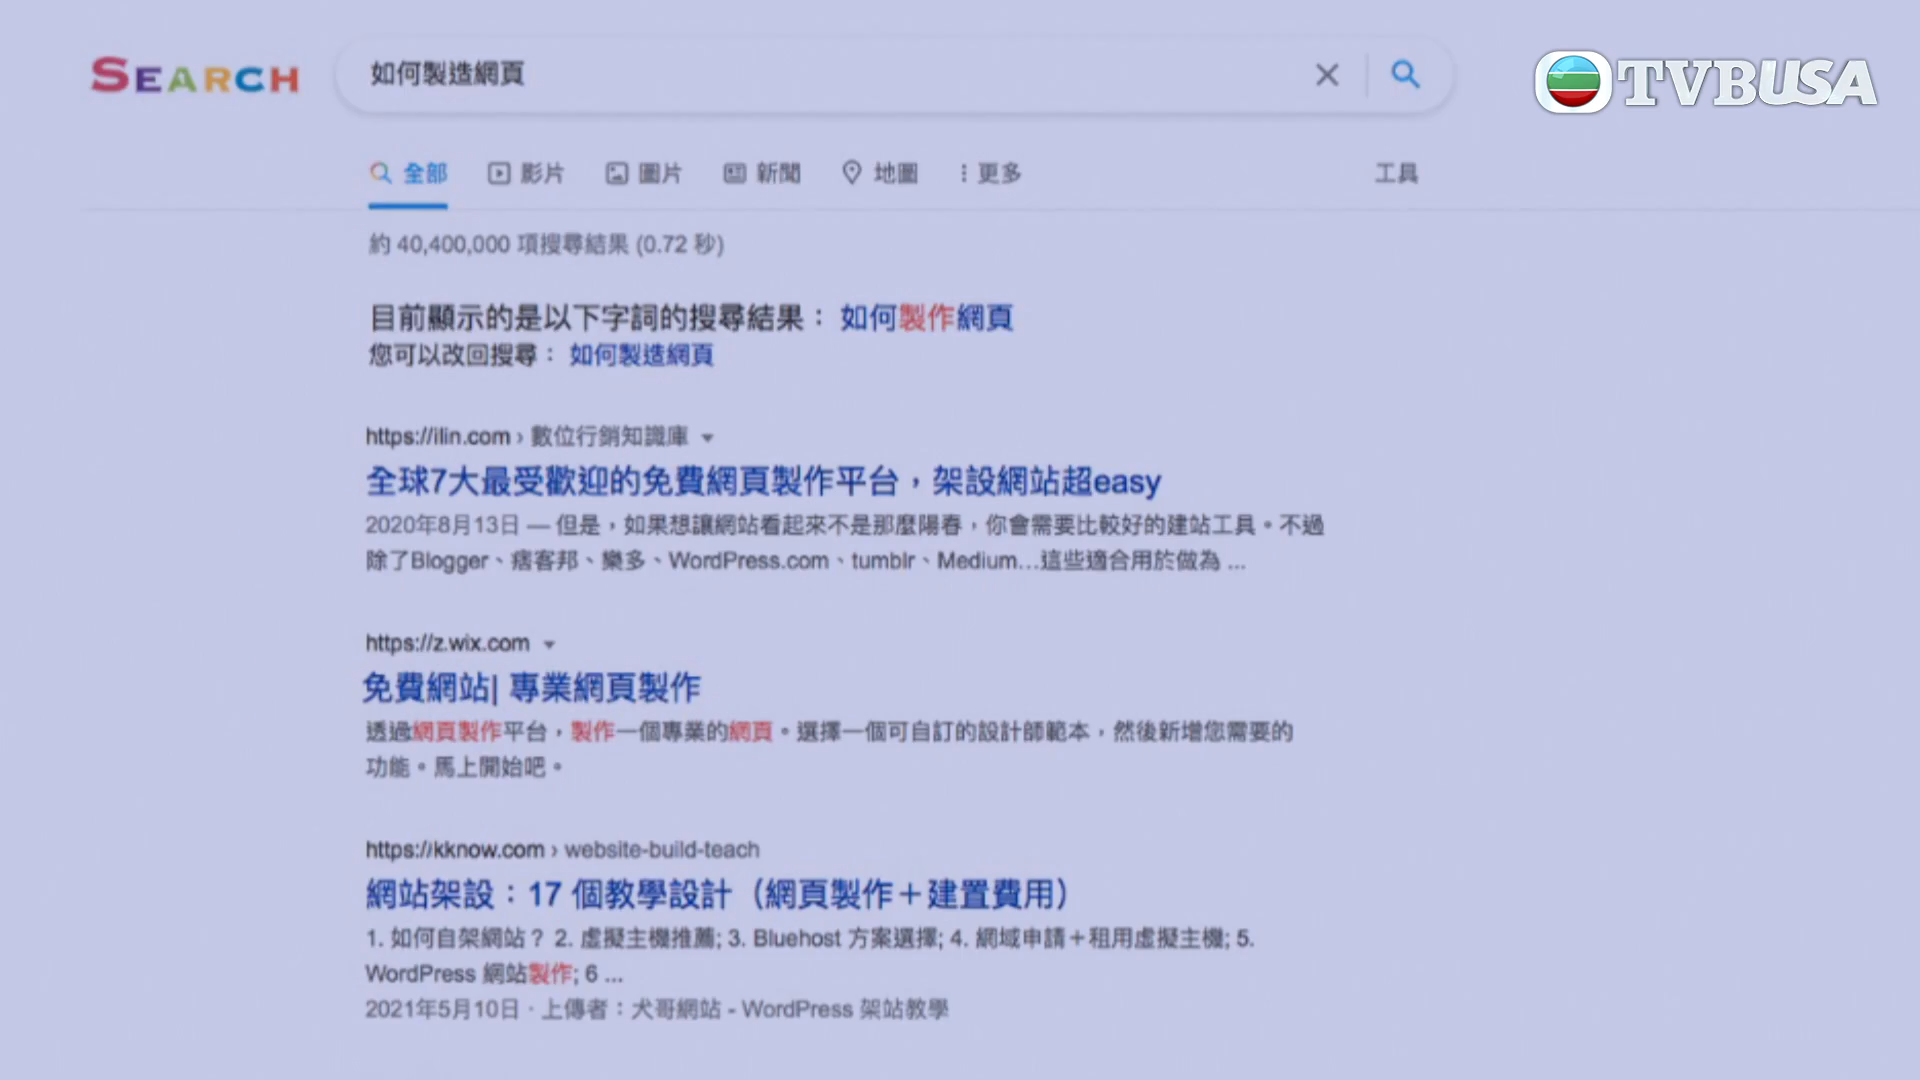 SEARCH
如何製造網頁
TVBUSA
全部 影片 圖片 新聞 地圖 更多 工具
約 40,400,000 項搜尋結果 (0.72 秒)
目前顯示的是以下字詞的搜尋結果： 如何製作網頁
您可以改回搜尋： 如何製造網頁
https://ilin.com › 數位行銷知識庫
全球7大最受歡迎的免費網頁製作平台，架設網站超easy
2020年8月13日 — 但是，如果想讓網站看起來不是那麼陽春，你會需要比較好的建站工具。不過
除了Blogger、痞客邦、樂多、WordPress.com、tumblr、Medium…這些適合用於做為 ...
https://z.wix.com
免費網站| 專業網頁製作
透過網頁製作平台，製作一個專業的網頁。選擇一個可自訂的設計師範本，然後新增您需要的
功能。馬上開始吧。
https://kknow.com › website-build-teach
網站架設：17 個教學設計（網頁製作＋建置費用）
1. 如何自架網站？ 2. 虛擬主機推薦; 3. Bluehost 方案選擇; 4. 網域申請＋租用虛擬主機; 5.
WordPress 網站製作; 6 ...
2021年5月10日 · 上傳者：犬哥網站 - WordPress 架站教學